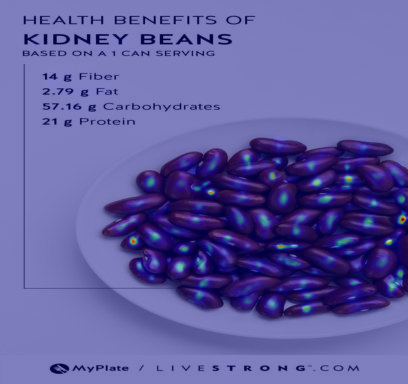 HEALTH BENEFITS OF
KIDNEY BEANS
BASED ON A 1 CAN SERVING
14 g Fiber
2.79 g Fat
57.16 g Carbohydrates
21 g Protein
MyPlate / LIVESTRONG.COM